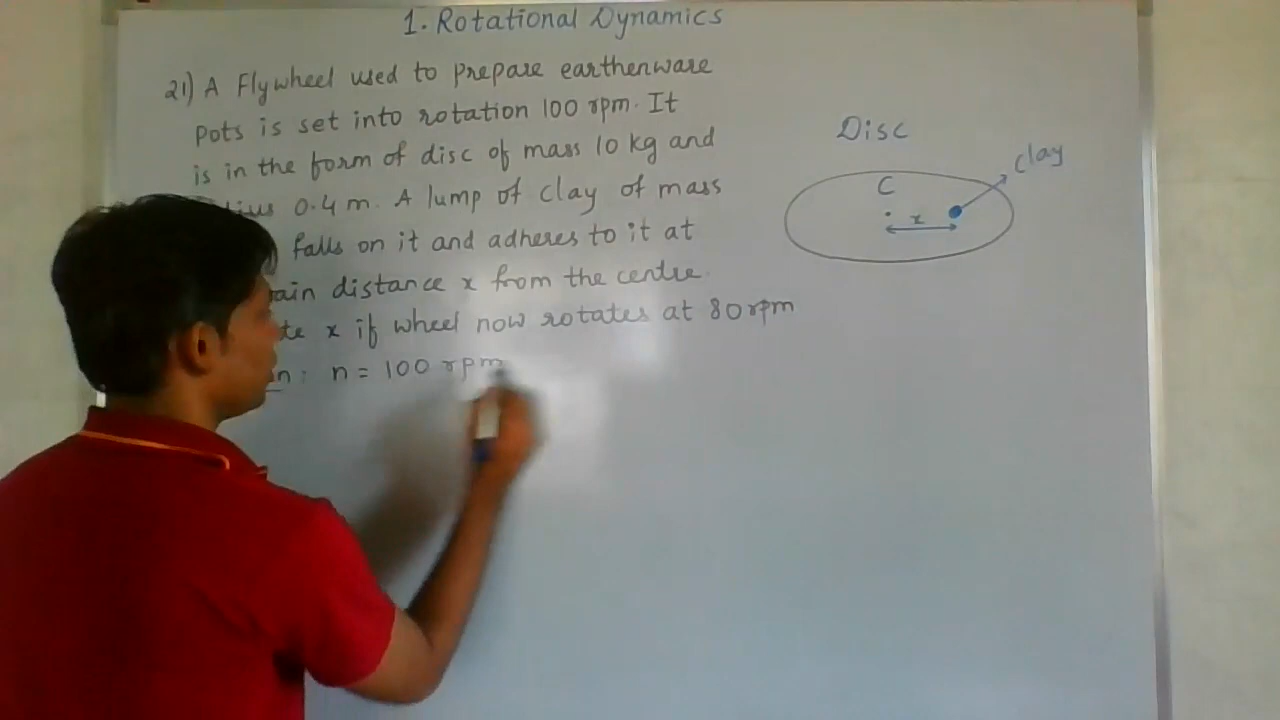 1. Rotational Dynamics
21) A Flywheel used to prepare earthenware
pots is set into rotation 100 rpm. It
is in the form of disc of mass 10 kg and
0.4 m. A lump of clay of mass
falls on it and adheres to it at
distance x from the centre.
x if wheel now rotates at 80 rpm
n = 100 rpm
Disc
clay
C
x